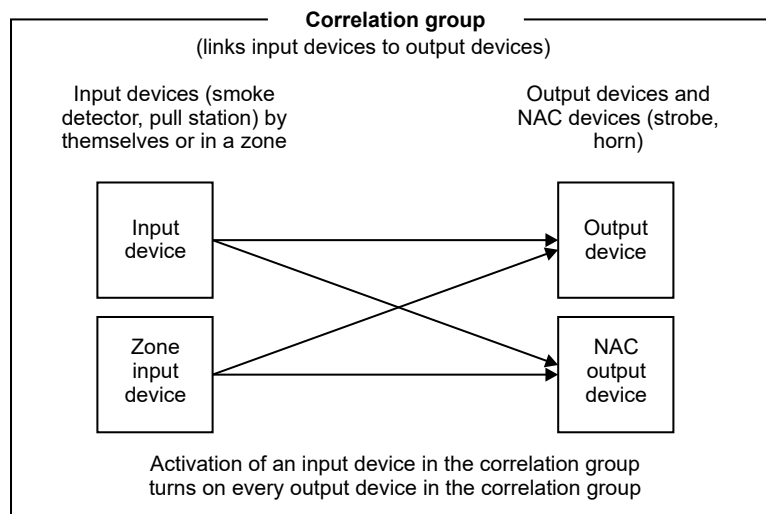 Correlation group
(links input devices to output devices)
Input devices (smoke
detector, pull station) by
themselves or in a zone
Output devices and
NAC devices (strobe,
horn)
Input
device
Output
device
Zone
input
device
NAC
output
device
Activation of an input device in the correlation group
turns on every output device in the correlation group